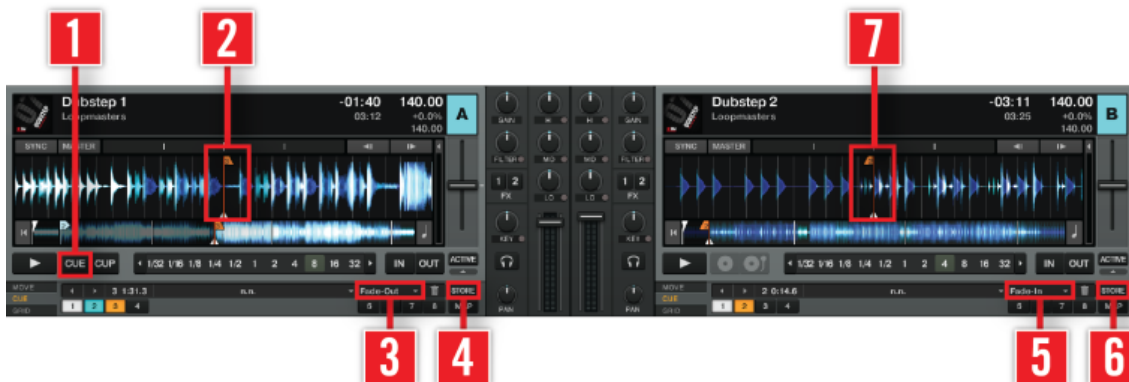 1 2 7
Dubstep 1 -01:40 140.00 A
Loopmasters 03:12 +0.0%
140.00
SYNC MASTER
CUE CUP 1/32 1/16 1/8 1/4 1/2 1 2 4 8 16 32 IN OUT ACTIVE
MOVE
CUE 3 1:31.3 n.n. Fade-Out STORE
GRID 1 2 3 4 5 6 7 8 MAP
GAIN HI HI GAIN
FILTER MID MID FILTER
1 2 LO LO 1 2
FX FX
KEY KEY
PAN PAN
Dubstep 2 -03:11 140.00 B
Loopmasters 03:25 +0.0%
140.00
SYNC MASTER
1/32 1/16 1/8 1/4 1/2 1 2 4 8 16 32 IN OUT ACTIVE
MOVE
CUE 2 0:14.6 n.n. Fade-In STORE
GRID 1 2 3 4 7 8 MAP
3 4 5 6